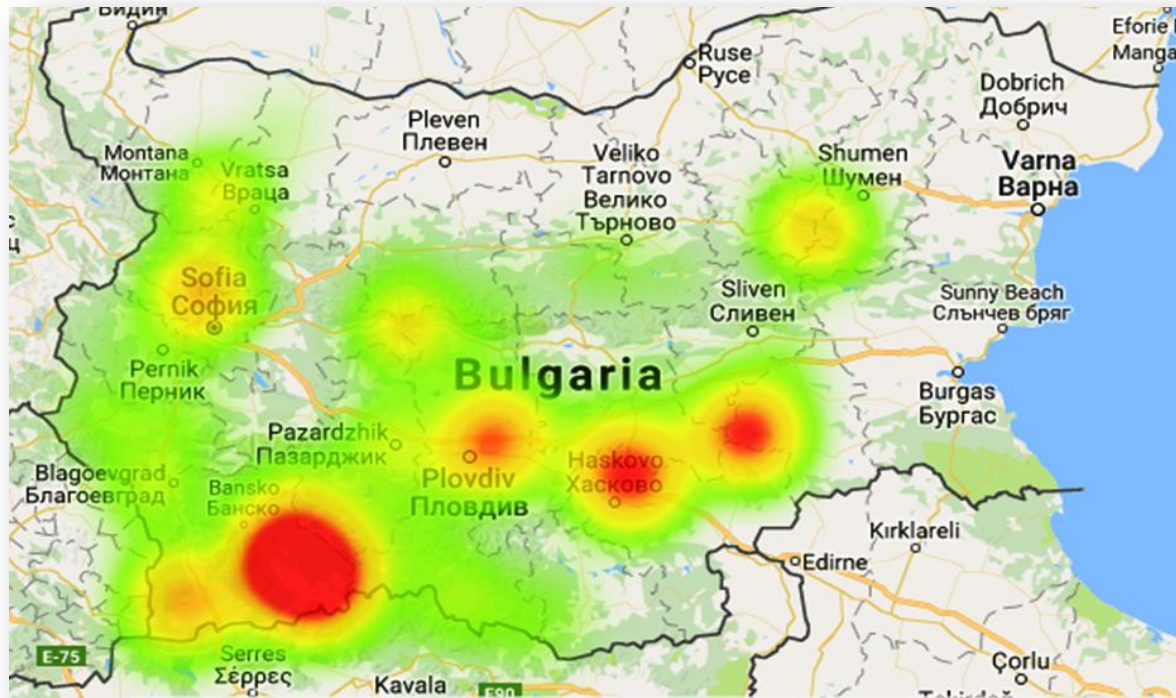 Видин
Eforie
Manga
Ruse
Русе
Dobrich
Добрич
Pleven
Плевен
Montana
Монтана
Vratsa
Враца
Veliko
Tarnovo
Велико
Търново
Shumen
Шумен
Varna
Варна
Sofia
София
Sliven
Сливен
Sunny Beach
Слънчев бряг
Pernik
Перник
Bulgaria
Burgas
Бургас
Pazardzhik
Пазарджик
Plovdiv
Пловдив
Haskovo
Хасково
Blagoevgrad
Благоевград
Bansko
Банско
Kırklareli
Edirne
E-75
Serres
Σέρρες
Kavala
E90
Çorlu